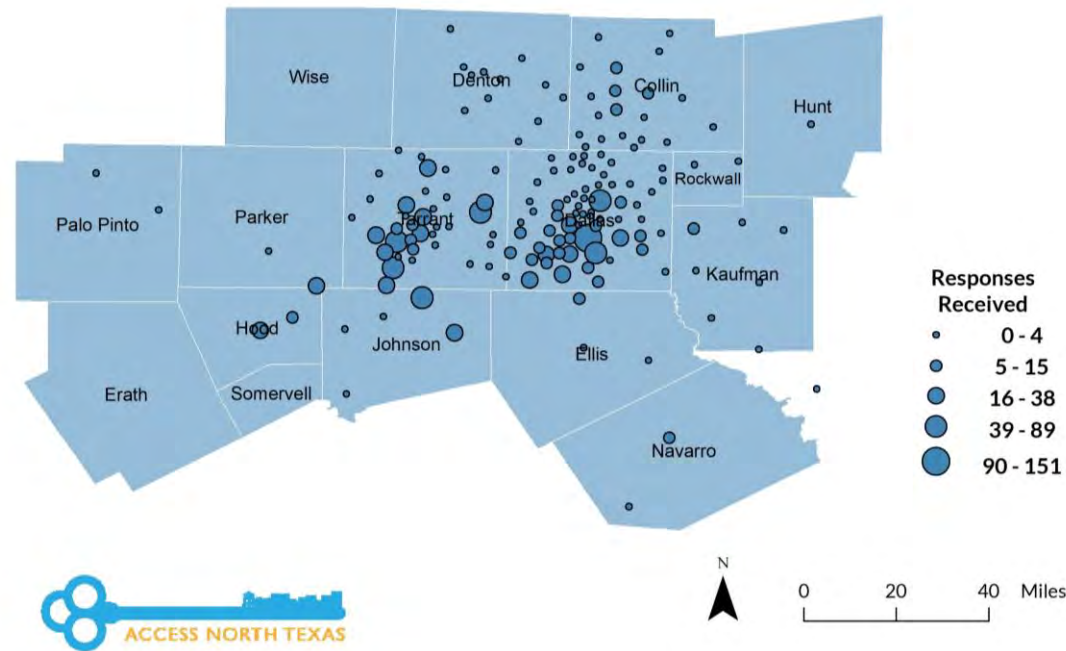 Wise
Denton
Collin
Hunt
Palo Pinto
Parker
Tarrant
Dallas
Rockwall
Kaufman
Hood
Johnson
Ellis
Erath
Somervell
Navarro
Responses
Received
0 - 4
5 - 15
16 - 38
39 - 89
90 - 151
N
0 20 40 Miles
ACCESS NORTH TEXAS